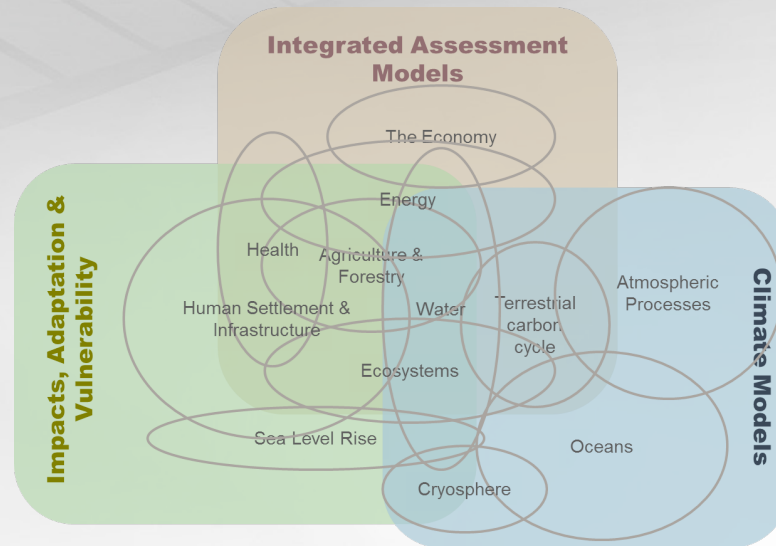 Integrated Assessment
Models
The Economy
Energy
Health
Agriculture &
Forestry
Human Settlement &
Infrastructure
Water
Terrestrial
carbon
cycle
Atmospheric
Processes
Ecosystems
Sea Level Rise
Oceans
Cryosphere
Impacts, Adaptation &
Vulnerability
Climate Models